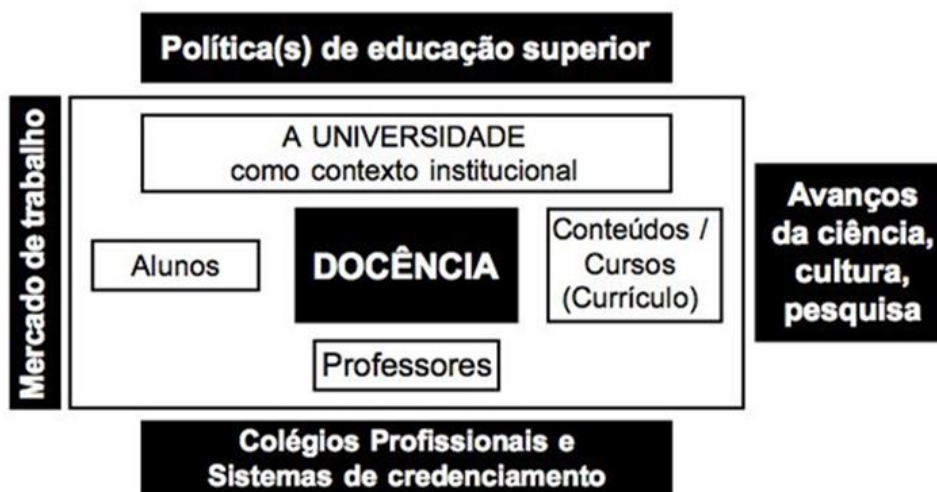 Política(s) de educação superior
Mercado de trabalho
A UNIVERSIDADE
como contexto institucional
Alunos
DOCÊNCIA
Conteúdos /
Cursos
(Currículo)
Professores
Avanços
da ciência,
cultura,
pesquisa
Colégios Profissionais e
Sistemas de credenciamento